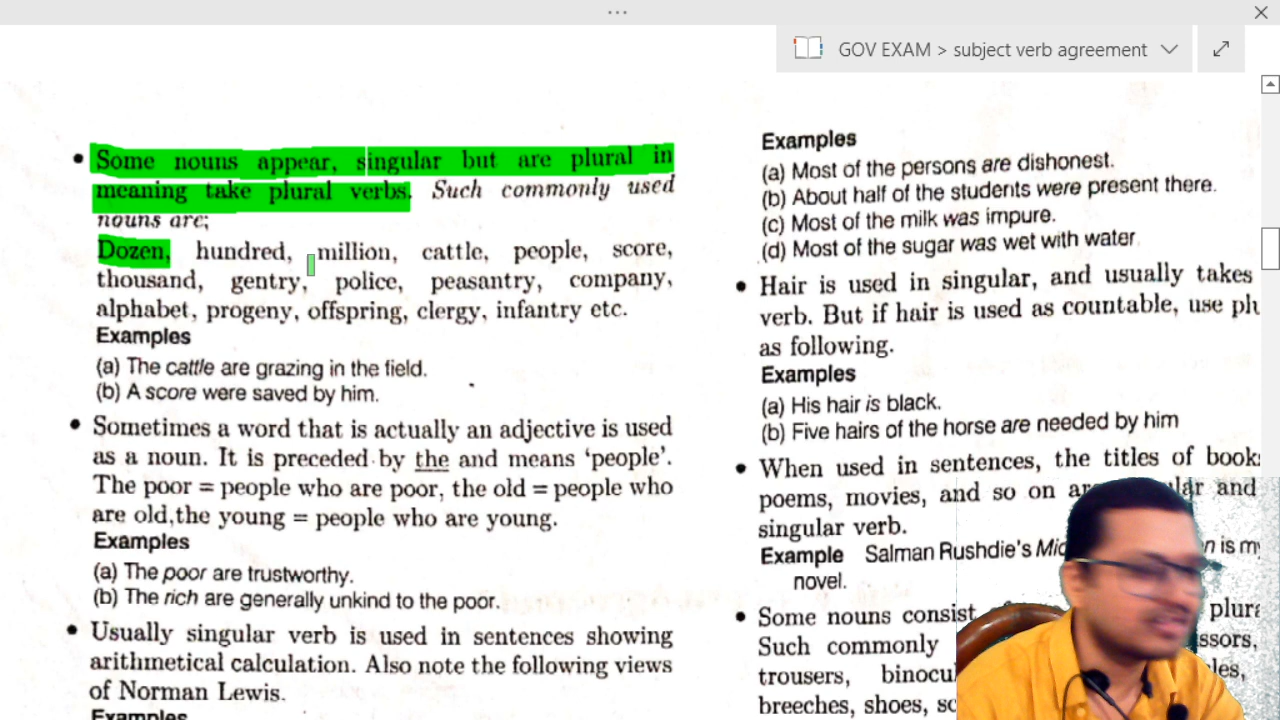 GOV EXAM > subject verb agreement
• Some nouns appear, singular but are plural in
meaning take plural verbs. Such commonly used
nouns are;
Dozen, hundred, million, cattle, people, score,
thousand, gentry, police, peasantry, company,
alphabet, progeny, offspring, clergy, infantry etc.
Examples
(a) The cattle are grazing in the field.
(b) A score were saved by him.
• Sometimes a word that is actually an adjective is used
as a noun. It is preceded by the and means ‘people’.
The poor = people who are poor, the old = people who
are old,the young = people who are young.
Examples
(a) The poor are trustworthy.
(b) The rich are generally unkind to the poor.
• Usually singular verb is used in sentences showing
arithmetical calculation. Also note the following views
of Norman Lewis.
Examples
Examples
(a) Most of the persons are dishonest.
(b) About half of the students were present there.
(c) Most of the milk was impure.
(d) Most of the sugar was wet with water
• Hair is used in singular, and usually takes
verb. But if hair is used as countable, use
as following.
Examples
(a) His hair is black.
(b) Five hairs of the horse are needed by him
• When used in sentences, the titles of
poems, movies, and so on and
singular verb.
Example Salman Rushdie's is
novel.
• Some nouns consist
Such commonly
trousers,
breeches, shoes,